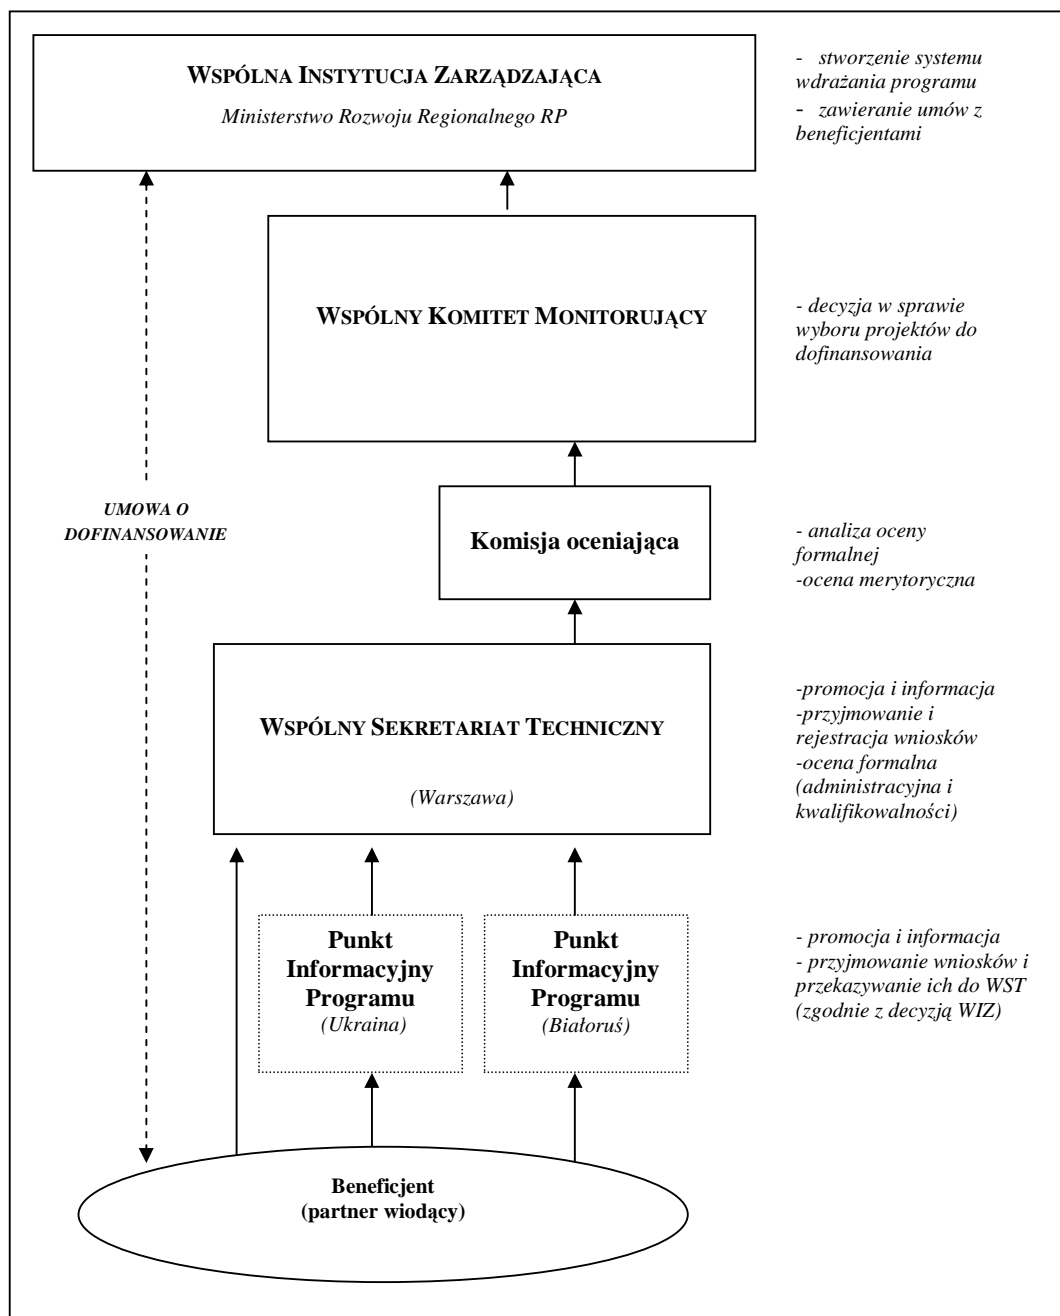 WSPÓLNA INSTYTUCJA ZARZĄDZAJĄCA
Ministerstwo Rozwoju Regionalnego RP
- stworzenie systemu
wdrażania programu
- zawieranie umów z
beneficjentami
WSPÓLNY KOMITET MONITORUJĄCY
- decyzja w sprawie
wyboru projektów do
dofinansowania
UMOWA O
DOFINANSOWANIE
Komisja oceniająca
- analiza oceny
formalnej
-ocena merytoryczna
WSPÓLNY SEKRETARIAT TECHNICZNY
(Warszawa)
-promocja i informacja
-przyjmowanie i
rejestracja wniosków
-ocena formalna
(administracyjna i
kwalifikowalności)
Punkt
Informacyjny
Programu
(Ukraina)
Punkt
Informacyjny
Programu
(Białoruś)
- promocja i informacja
- przyjmowanie wniosków i
przekazywanie ich do WST
(zgodnie z decyzją WIZ)
Beneficjent
(partner wiodący)